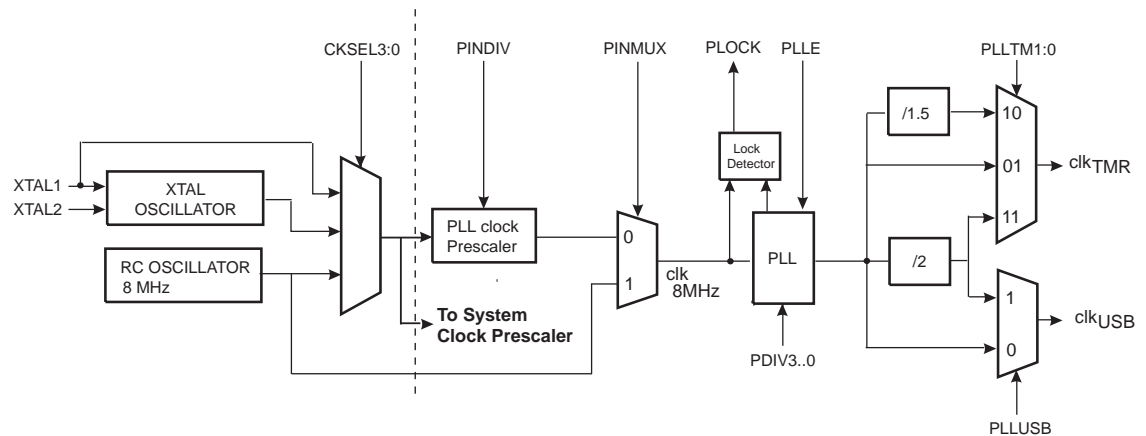 CKSEL3:0
PINDIV
PINMUX
PLOCK
PLLE
PLLTM1:0
/1.5
10
Lock
Detector
XTAL1
XTAL2
XTAL
OSCILLATOR
01
clkTMR
PLL clock
Prescaler
0
11
RC OSCILLATOR
8 MHz
PLL
/2
1
clk
8MHz
1
To System
Clock Prescaler
clkUSB
0
PDIV3..0
PLLUSB